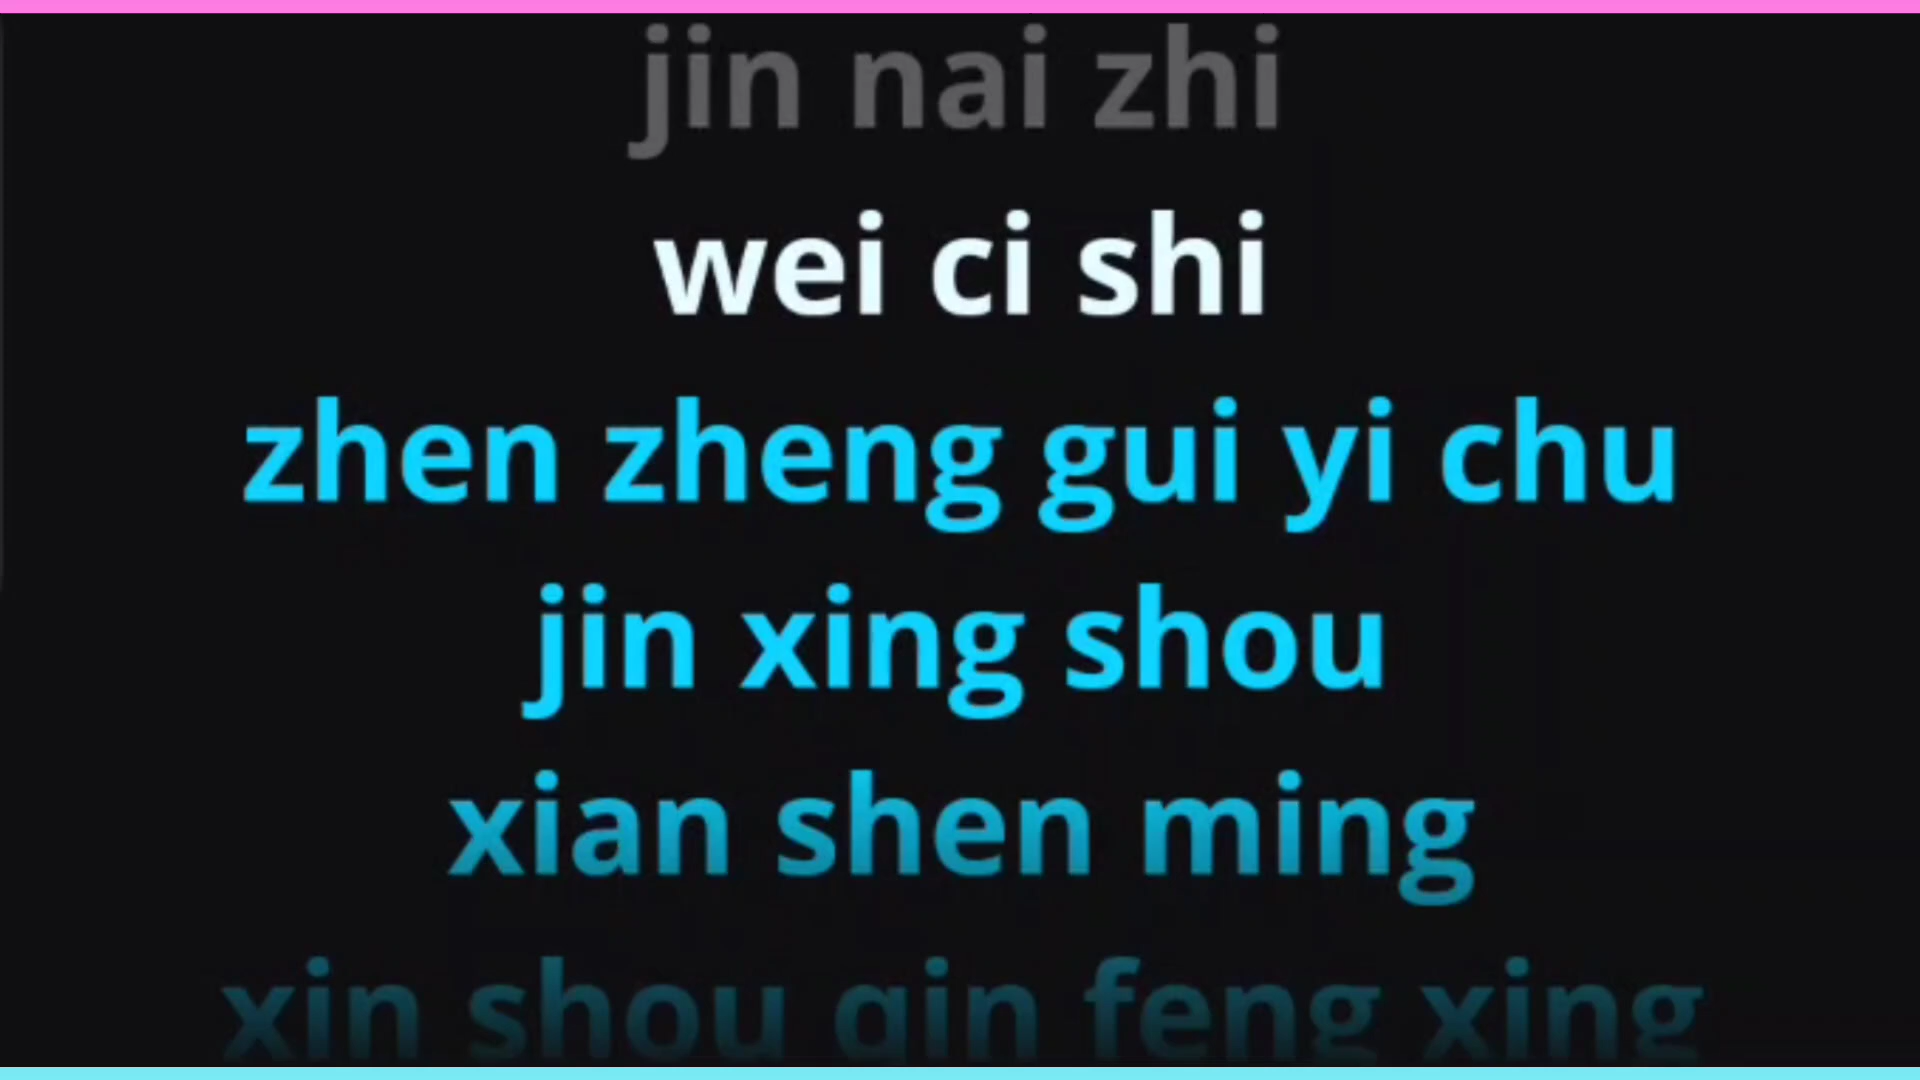 jin nai zhi
wei ci shi
zhen zheng gui yi chu
jin xing shou
xian shen ming
xin shou qin feng xing